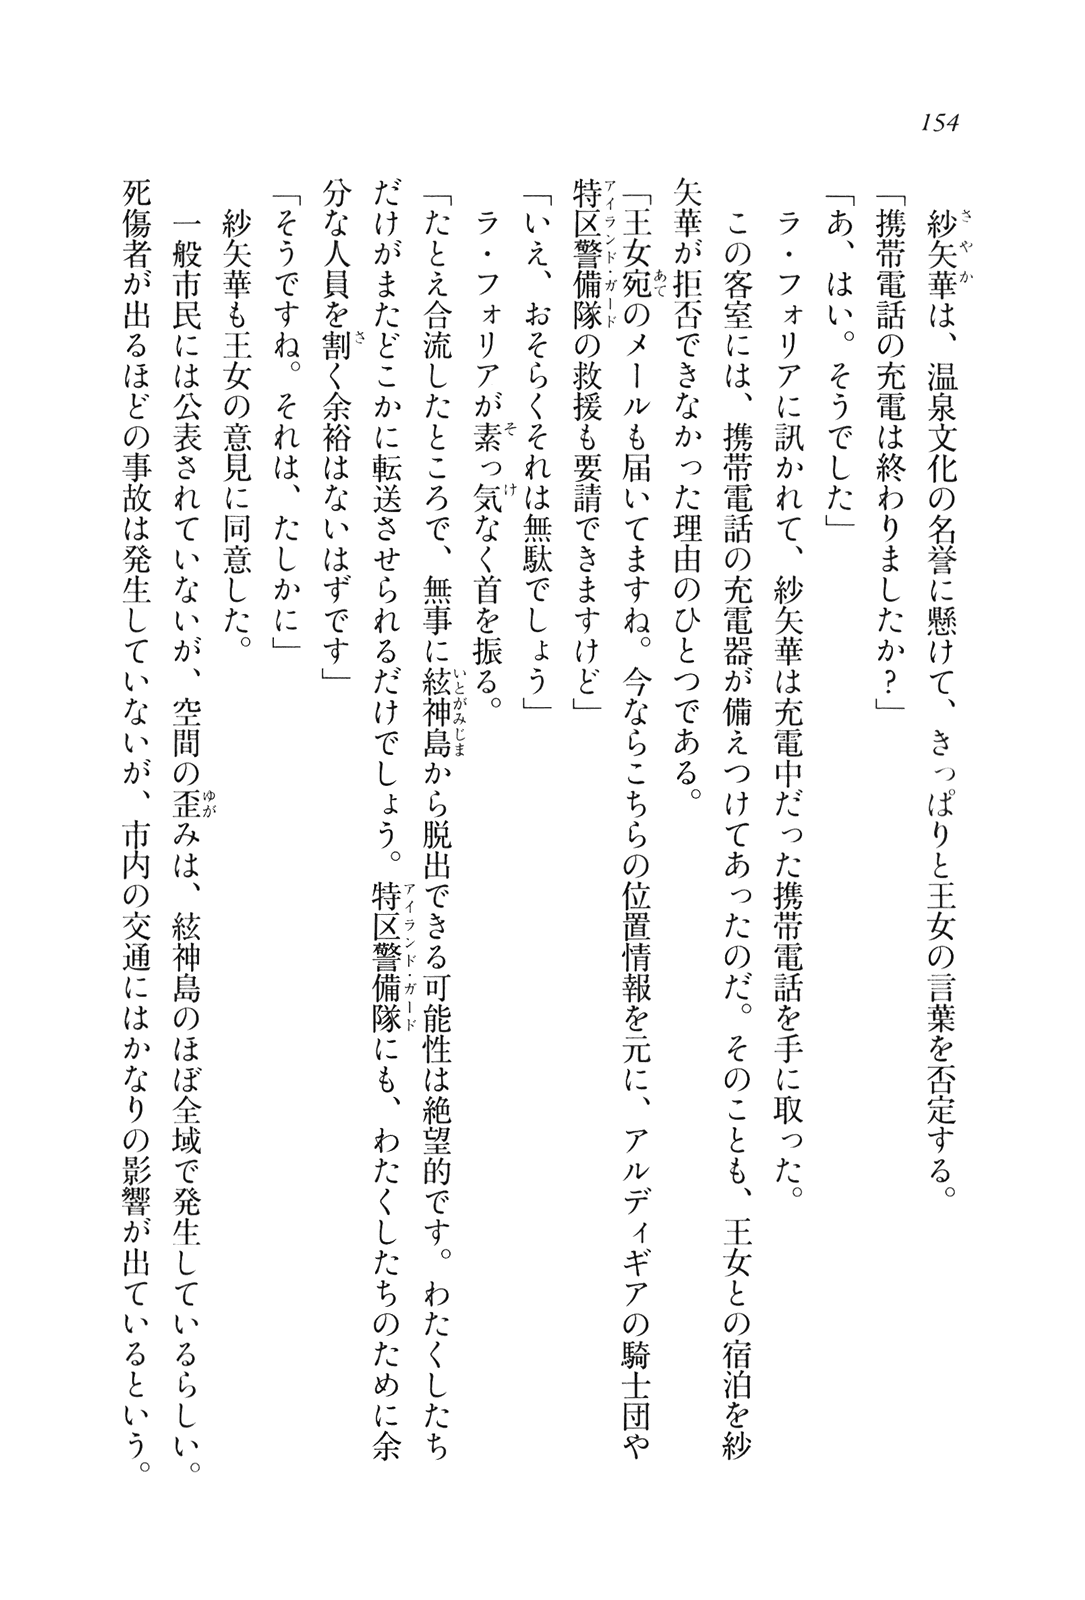 154
紗矢華は、温泉文化の名誉に懸けて、きっぱりと王女の言葉を否定する。
「携帯電話の充電は終わりましたか？」
「あ、はい。そうでした」
ラ・フォリアに訊かれて、紗矢華は充電中だった携帯電話を手に取った。
この客室には、携帯電話の充電器が備えつけてあったのだ。そのことも、王女との宿泊を紗
矢華が拒否できなかった理由のひとつである。
「王女宛のメールも届いてますね。今ならこちらの位置情報を元に、アルディギアの騎士団や
特区警備隊の救援も要請できますけど」
「いえ、おそらくそれは無駄でしょう」
ラ・フォリアが素っ気なく首を振る。
「たとえ合流したところで、無事に絃神島から脱出できる可能性は絶望的です。わたくしたち
だけがまたどこかに転送させられるだけでしょう。特区警備隊にも、わたくしたちのために余
分な人員を割く余裕はないはずです」
「そうですね。それは、たしかに」
紗矢華も王女の意見に同意した。
一般市民には公表されていないが、空間の歪みは、絃神島のほぼ全域で発生しているらしい。
死傷者が出るほどの事故は発生していないが、市内の交通にはかなりの影響が出ているという。